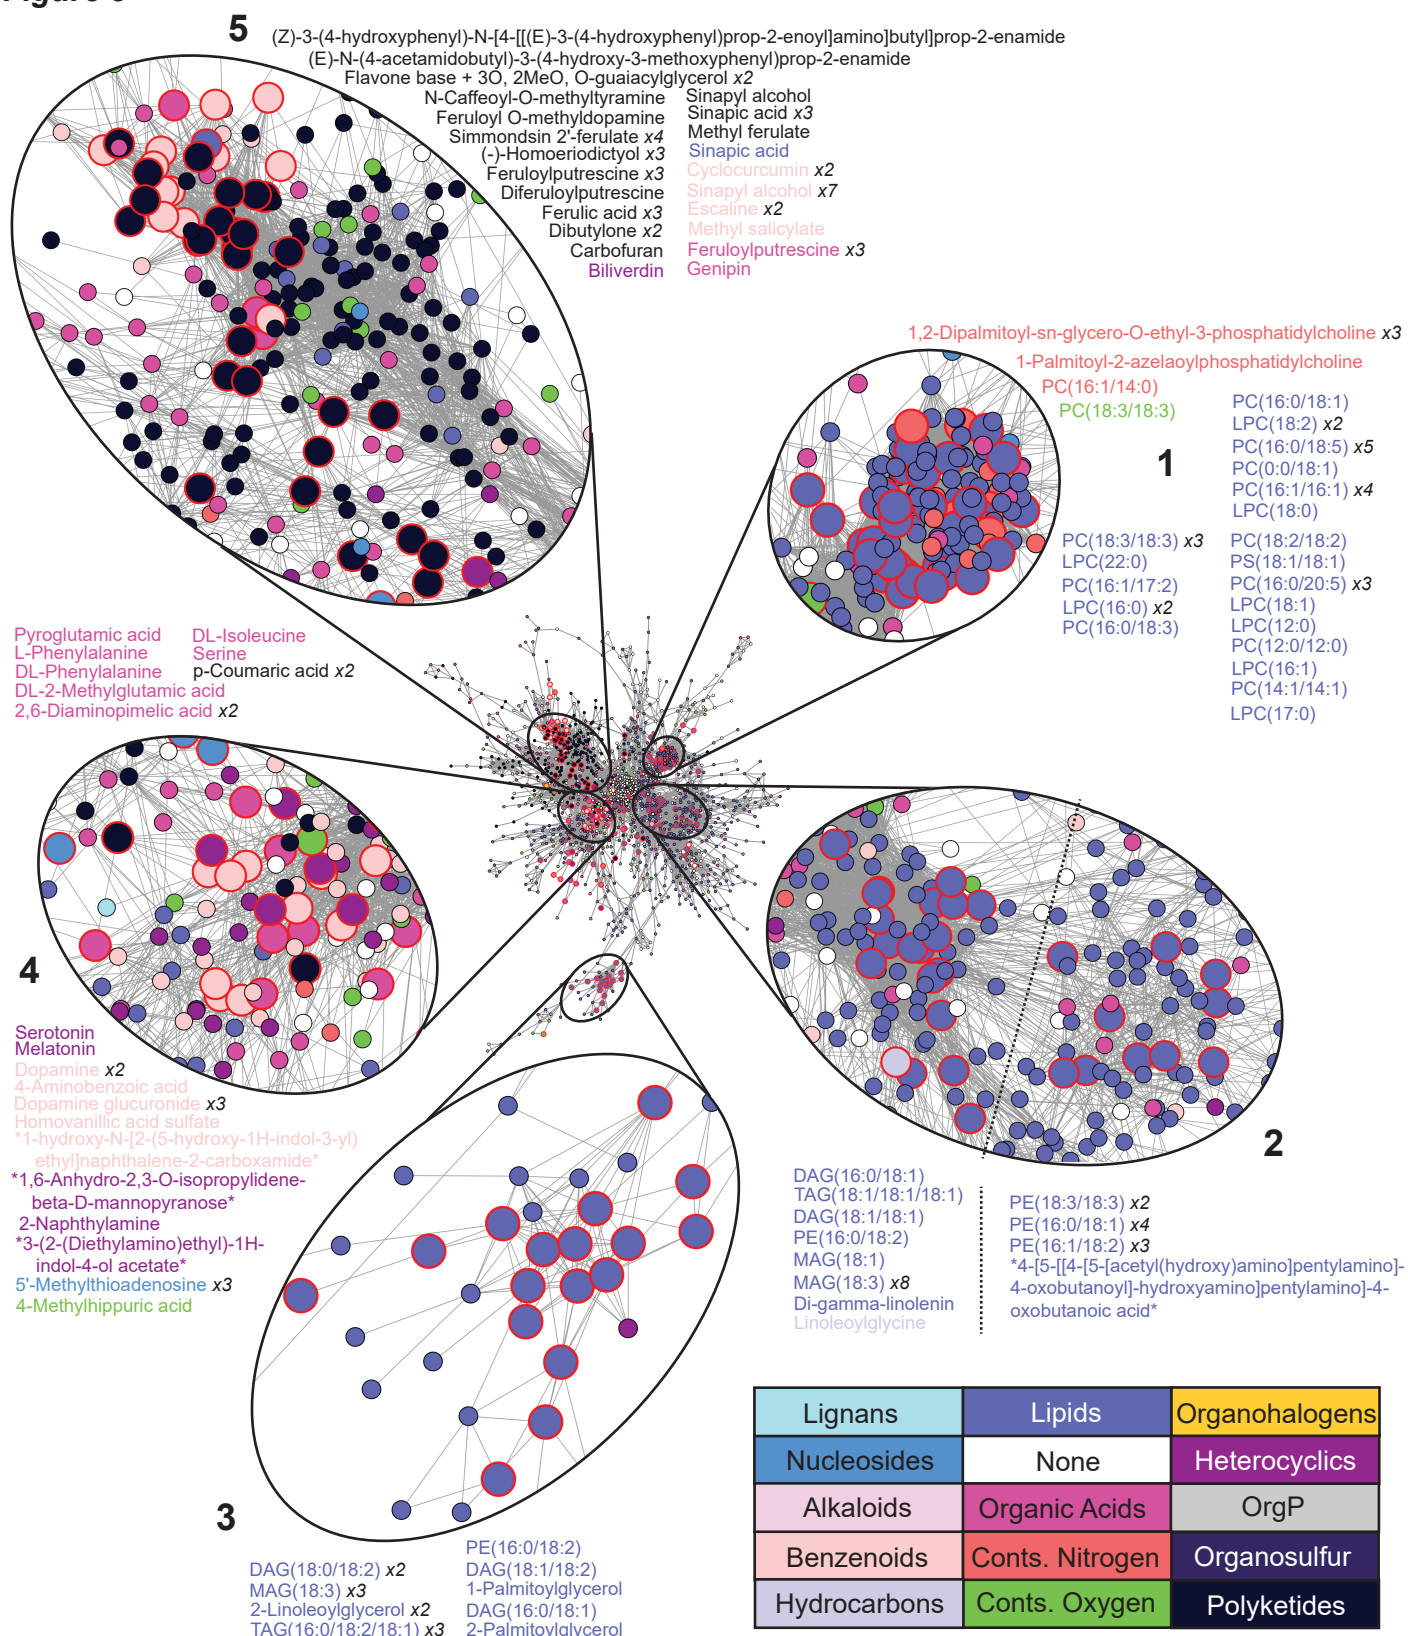 5
(Z)-3-(4-hydroxyphenyl)-N-[4-[[(E)-3-(4-hydroxyphenyl)prop-2-enoyl]amino]butyl]prop-2-enamide
(E)-N-(4-acetamidobutyl)-3-(4-hydroxy-3-methoxyphenyl)prop-2-enamide
Flavone base + 3O, 2MeO, O-guaiacylglycerol x2
N-Caffeoyl-O-methyltyramine
Feruloyl O-methyldopamine
Simmondsin 2'-ferulate x4
(-)-Homoeriodictyol x3
Feruloylputrescine x3
Diferuloylputrescine
Ferulic acid x3
Dibutylone x2
Carbofuran
Biliverdin
Sinapyl alcohol
Sinapic acid x3
Methyl ferulate
Sinapic acid
Cyclocurcumin x2
Sinapyl alcohol x7
Escaline x2
Methyl salicylate
Feruloylputrescine x3
Genipin
1,2-Dipalmitoyl-sn-glycero-O-ethyl-3-phosphatidylcholine x3
1-Palmitoyl-2-azelaoylphosphatidylcholine
PC(16:1/14:0)
PC(18:3/18:3)
1
PC(16:0/18:1)
LPC(18:2) x2
PC(16:0/18:5) x5
PC(0:0/18:1)
PC(16:1/16:1) x4
LPC(18:0)
PC(18:3/18:3) x3
LPC(22:0)
PC(16:1/17:2)
LPC(16:0) x2
PC(16:0/18:3)
PC(18:2/18:2)
PS(18:1/18:1)
PC(16:0/20:5) x3
LPC(18:1)
LPC(12:0)
PC(12:0/12:0)
LPC(16:1)
PC(14:1/14:1)
LPC(17:0)
Pyroglutamic acid
L-Phenylalanine
DL-Phenylalanine
DL-2-Methylglutamic acid
2,6-Diaminopimelic acid x2
DL-Isoleucine
Serine
p-Coumaric acid x2
4
Serotonin
Melatonin
Dopamine x2
4-Aminobenzoic acid
Dopamine glucuronide x3
Homovanillic acid sulfate
*1-hydroxy-N-[2-(5-hydroxy-1H-indol-3-yl)
ethyl]naphthalene-2-carboxamide*
*1,6-Anhydro-2,3-O-isopropylidene-
beta-D-mannopyranose*
2-Naphthylamine
*3-(2-(Diethylamino)ethyl)-1H-
indol-4-ol acetate*
5'-Methylthioadenosine x3
4-Methylhippuric acid
2
DAG(16:0/18:1)
TAG(18:1/18:1/18:1)
DAG(18:1/18:1)
PE(16:0/18:2)
MAG(18:1)
MAG(18:3) x8
Di-gamma-linolenin
Linoleoylglycine
PE(18:3/18:3) x2
PE(16:0/18:1) x4
PE(16:1/18:2) x3
*4-[5-[[4-[5-[acetyl(hydroxy)amino]pentylamino]-
4-oxobutanoyl]-hydroxyamino]pentylamino]-4-
oxobutanoic acid*
3
DAG(18:0/18:2) x2
MAG(18:3) x3
2-Linoleoylglycerol x2
TAG(16:0/18:2/18:1) x3
PE(16:0/18:2)
DAG(18:1/18:2)
1-Palmitoylglycerol
DAG(16:0/18:1)
2-Palmitoylglycerol
Lignans Lipids Organohalogens
Nucleosides None Heterocyclics
Alkaloids Organic Acids OrgP
Benzenoids Conts. Nitrogen Organosulfur
Hydrocarbons Conts. Oxygen Polyketides